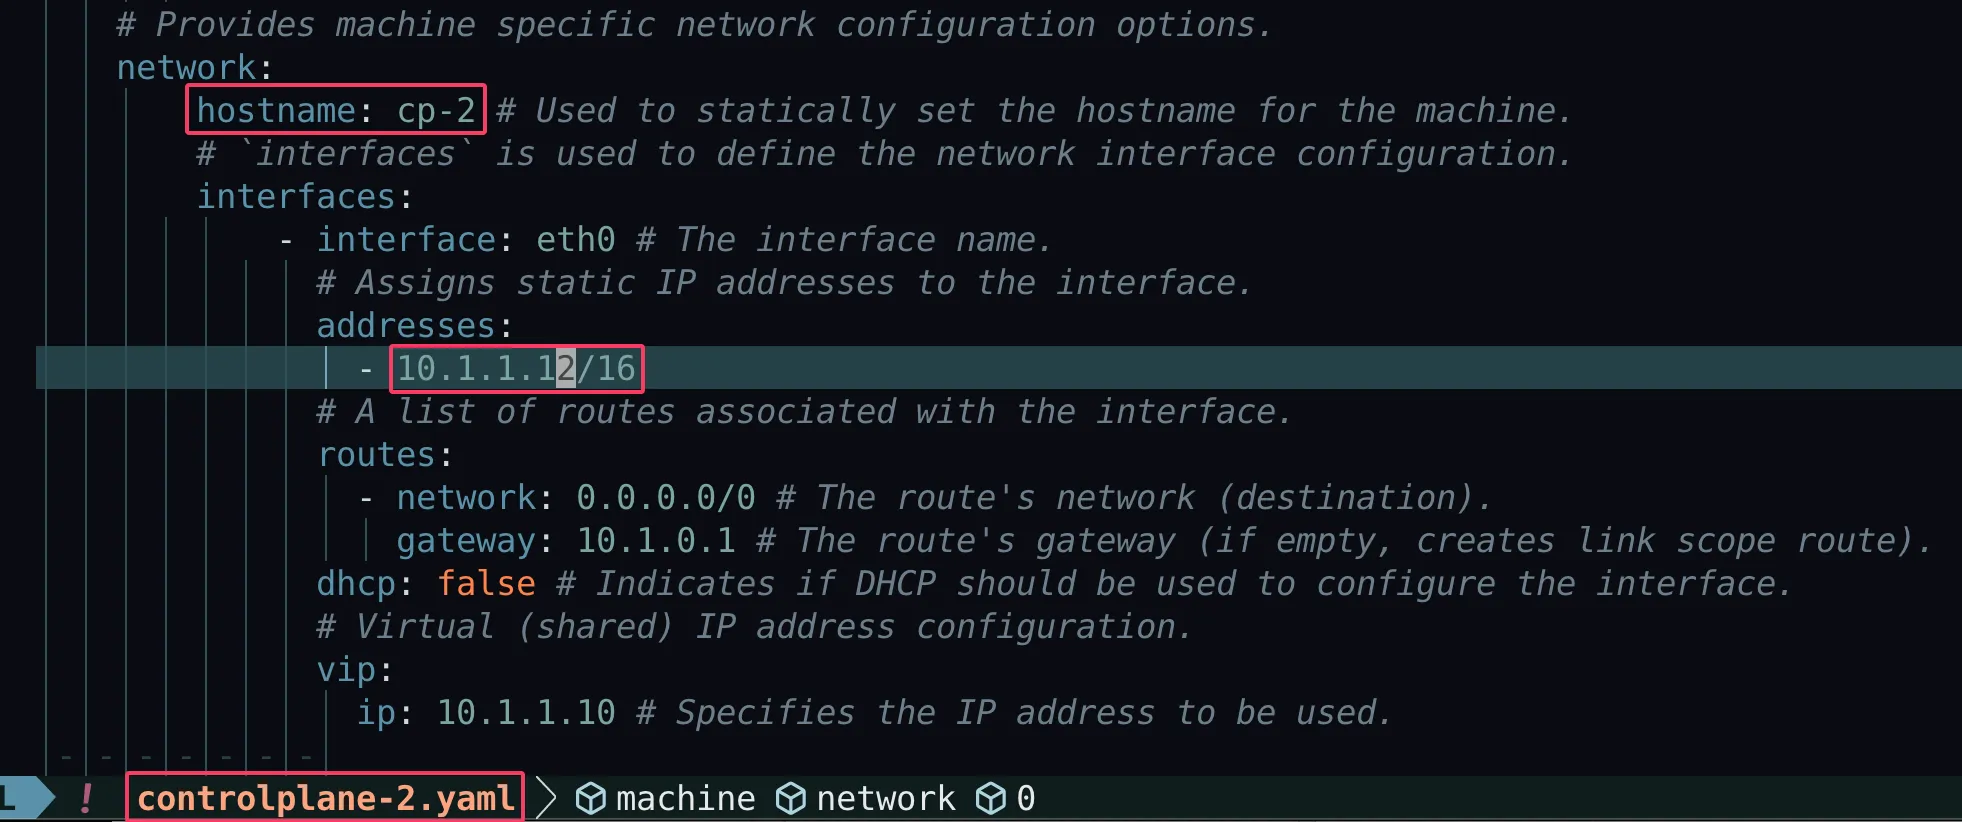 # Provides machine specific network configuration options.
network:
hostname: cp-2 # Used to statically set the hostname for the machine.
# `interfaces` is used to define the network interface configuration.
interfaces:
- interface: eth0 # The interface name.
# Assigns static IP addresses to the interface.
addresses:
- 10.1.1.12/16
# A list of routes associated with the interface.
routes:
- network: 0.0.0.0/0 # The route's network (destination).
gateway: 10.1.0.1 # The route's gateway (if empty, creates link scope route).
dhcp: false # Indicates if DHCP should be used to configure the interface.
# Virtual (shared) IP address configuration.
vip:
ip: 10.1.1.10 # Specifies the IP address to be used.
L ! controlplane-2.yaml machine network 0